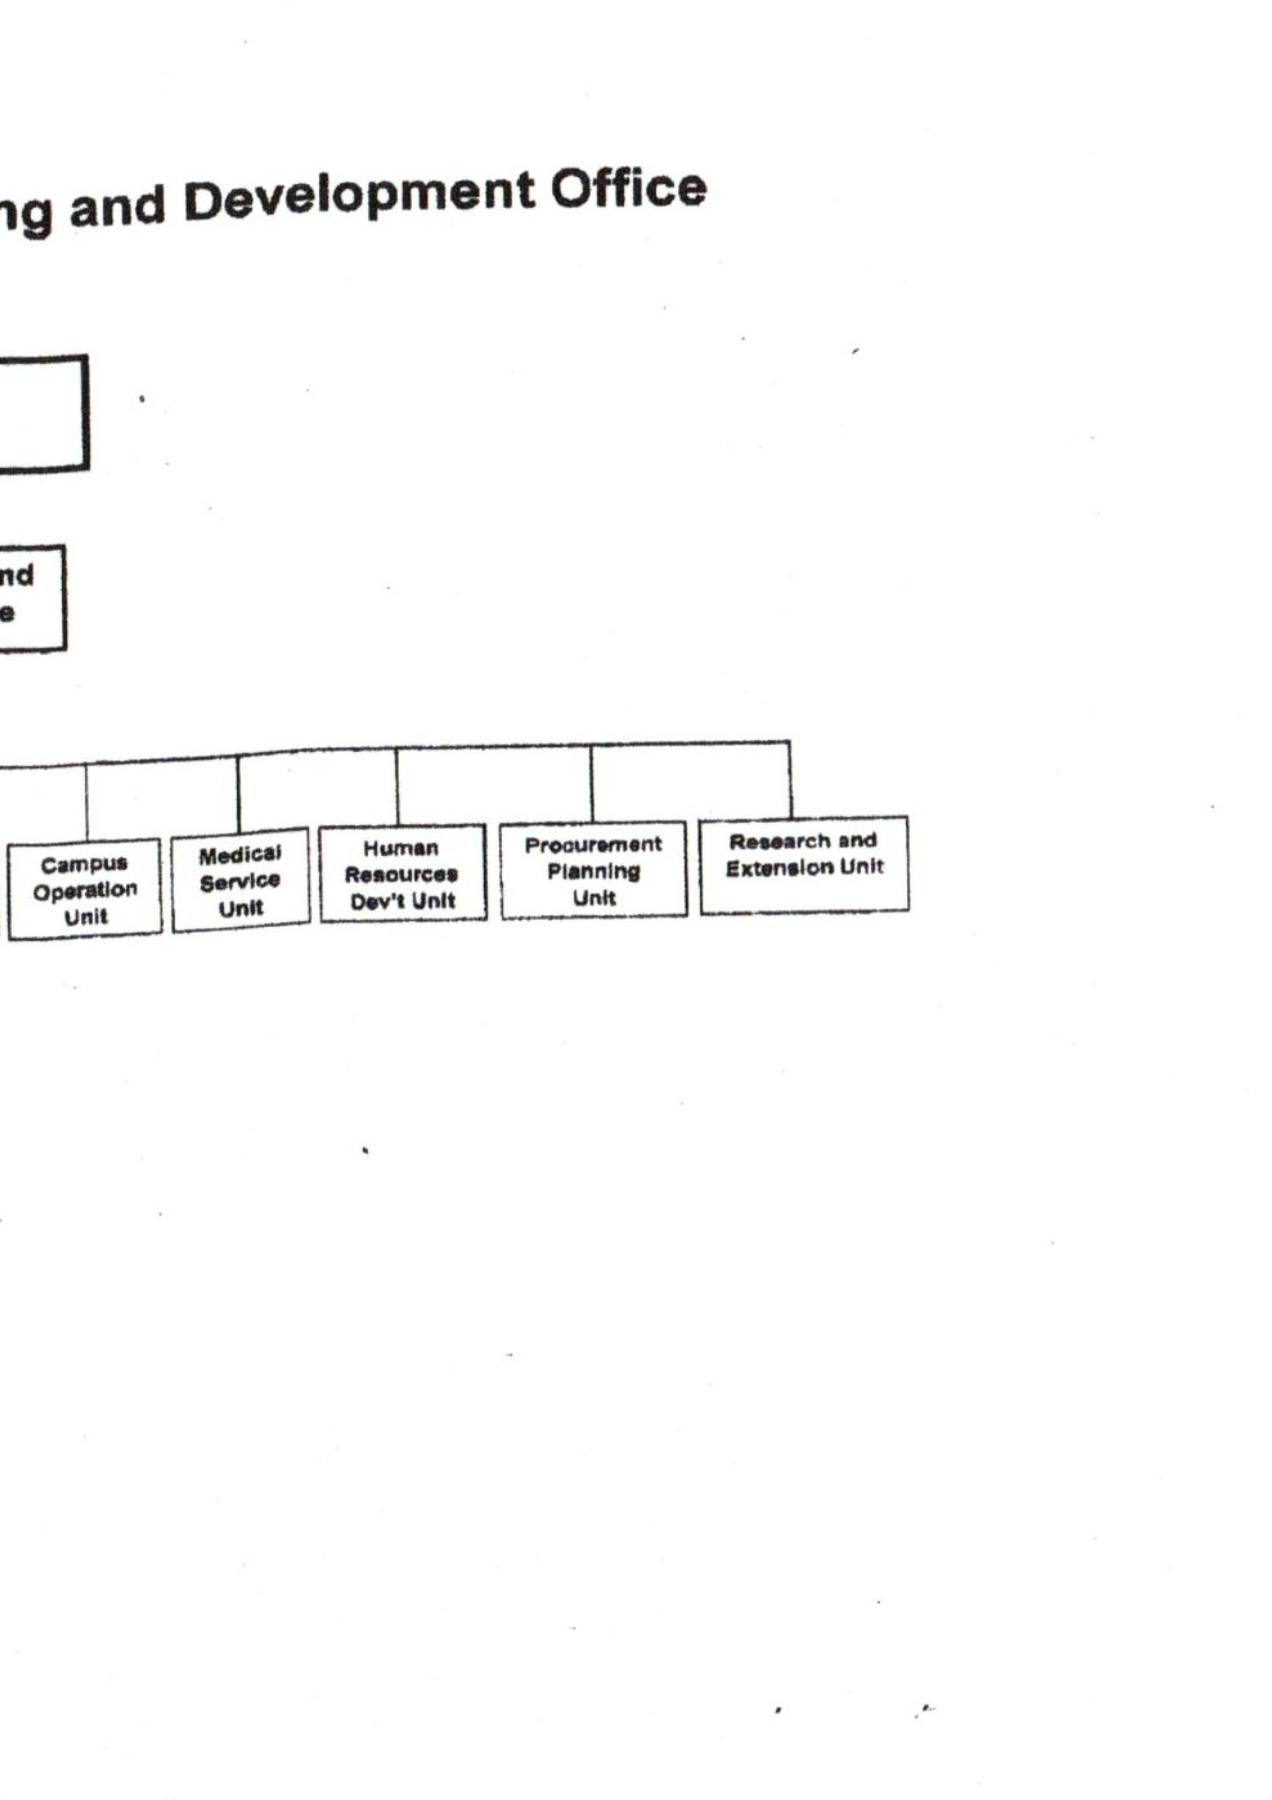 ng and Development Office
nd
e
Campus
Operation
Unit
Medical
Service
Unit
Human
Resources
Dev't Unit
Procurement
Planning
Unit
Research and
Extension Unit